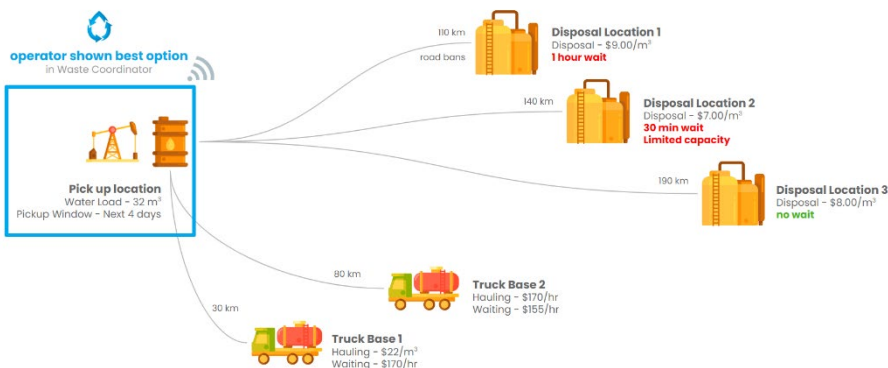 operator shown best option
in Waste Coordinator
Pick up location
Water Load - 32 m³
Pickup Window - Next 4 days
110 km
road bans
Disposal Location 1
Disposal - $9.00/m³
1 hour wait
140 km
Disposal Location 2
Disposal - $7.00/m³
30 min wait
Limited capacity
190 km
Disposal Location 3
Disposal - $8.00/m³
no wait
80 km
Truck Base 2
Hauling - $170/hr
Waiting - $155/hr
30 km
Truck Base 1
Hauling - $22/m³
Waiting - $170/hr